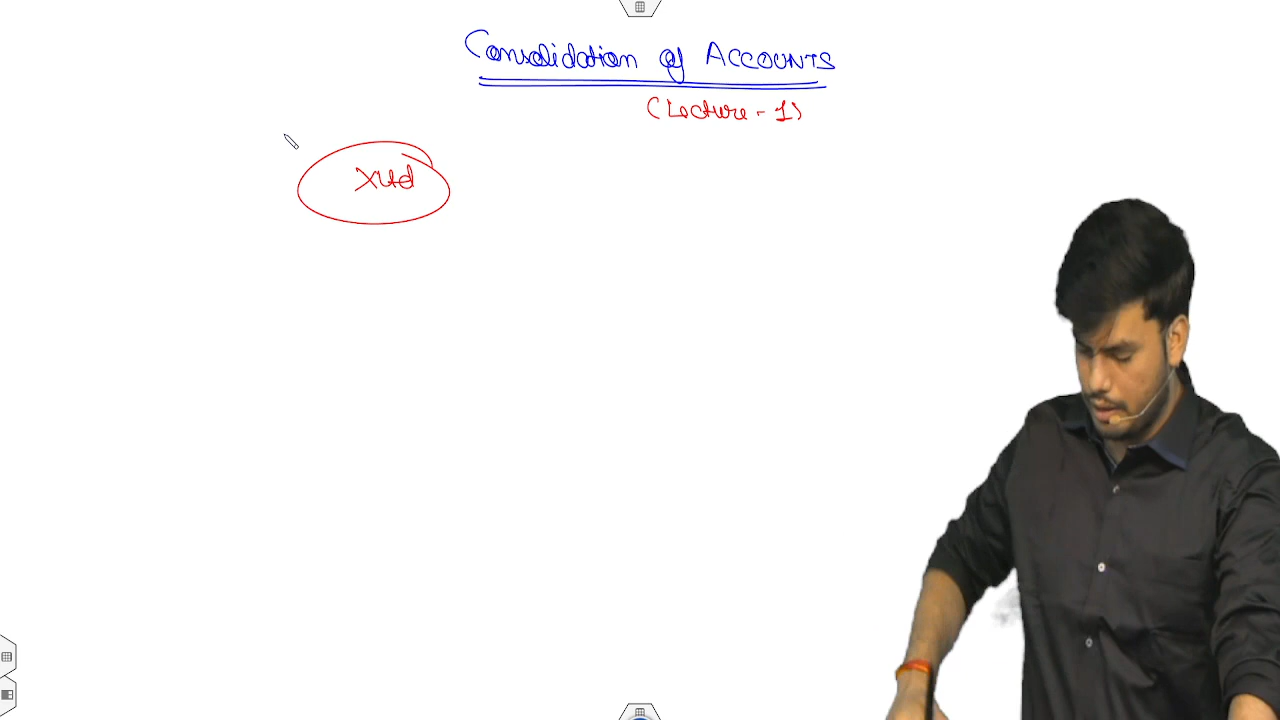 Consolidation of ACCOUNTS
(Lecture - 1)
X Ltd